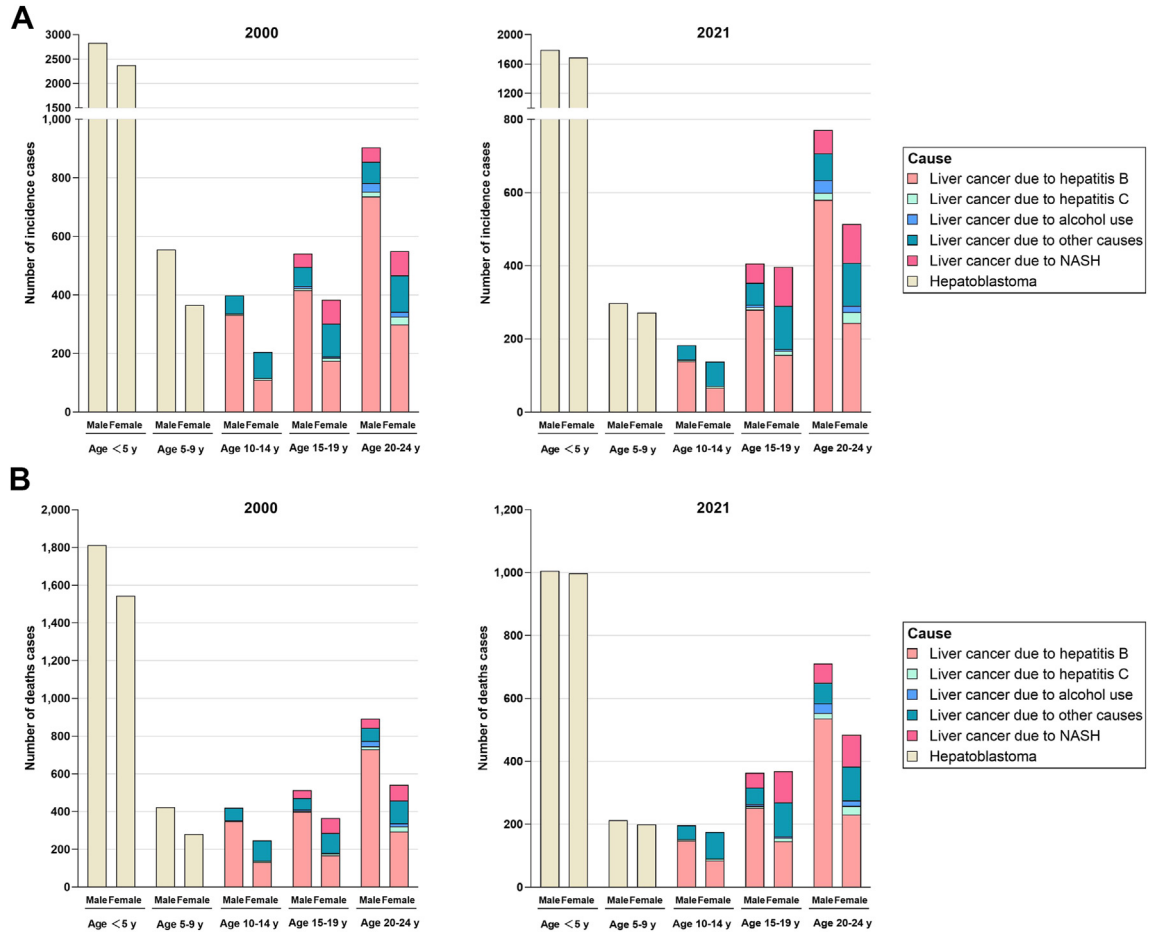 A
2000
Number of incidence cases
3000
2500
2000
1500
1,000
800
600
400
200
0
Male Female Male Female Male Female Male Female Male Female
Age <5 y Age 5-9 y Age 10-14 y Age 15-19 y Age 20-24 y
2021
Number of incidence cases
2000
1600
1200
800
600
400
200
0
Male Female Male Female Male Female Male Female Male Female
Age <5 y Age 5-9 y Age 10-14 y Age 15-19 y Age 20-24 y
Cause
Liver cancer due to hepatitis B
Liver cancer due to hepatitis C
Liver cancer due to alcohol use
Liver cancer due to other causes
Liver cancer due to NASH
Hepatoblastoma
B
2000
Number of deaths cases
2,000
1,800
1,600
1,400
1,200
1,000
800
600
400
200
0
Male Female Male Female Male Female Male Female Male Female
Age <5 y Age 5-9 y Age 10-14 y Age 15-19 y Age 20-24 y
2021
Number of deaths cases
1,200
1,000
800
600
400
200
0
Male Female Male Female Male Female Male Female Male Female
Age <5 y Age 5-9 y Age 10-14 y Age 15-19 y Age 20-24 y
Cause
Liver cancer due to hepatitis B
Liver cancer due to hepatitis C
Liver cancer due to alcohol use
Liver cancer due to other causes
Liver cancer due to NASH
Hepatoblastoma